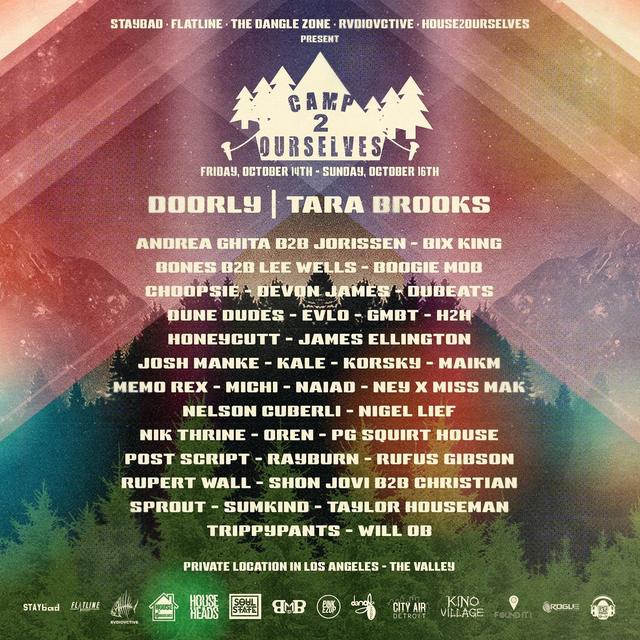 STAYBAD · FLATLINE · THE DANGLE ZONE · RVDIOVCTIVE · HOUSE2OURSELVES
PRESENT
CAMP
2
OURSELVES
FRIDAY, OCTOBER 14TH - SUNDAY, OCTOBER 16TH
DOORLY | TARA BROOKS
ANDREA GHITA B2B JORISSEN - BIX KING
BONES B2B LEE WELLS - BOOGIE MOB
CHOOPSIE - DEVON JAMES - DUBEATS
DUNE DUDES - EVLO - GMBT - H2H
HONEYCUTT - JAMES ELLINGTON
JOSH MANKE - KALE - KORSKY - MAIKM
MEMO REX - MICHI - NAIAD - NEY X MISS MAK
NELSON CUBERLI - NIGEL LIEF
NIK THRINE - OREN - PG SQUIRT HOUSE
POST SCRIPT - RAYBURN - RUFUS GIBSON
RUPERT WALL - SHON JOVI B2B CHRISTIAN
SPROUT - SUMKIND - TAYLOR HOUSEMAN
TRIPPYPANTS - WILL OB
PRIVATE LOCATION IN LOS ANGELES - THE VALLEY
STAYbad
FLATLINE
RVDIOVCTIVE
HOUSE HEADS
BMB
dangle
CITY AIR
DETROIT
KINO
VILLAGE
FOUND IT!
ROGUE